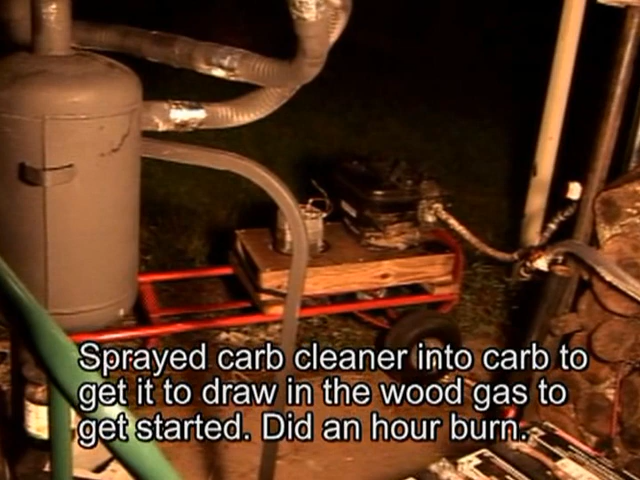 Sprayed carb cleaner into carb to
get it to draw in the wood gas to
get started. Did an hour burn.